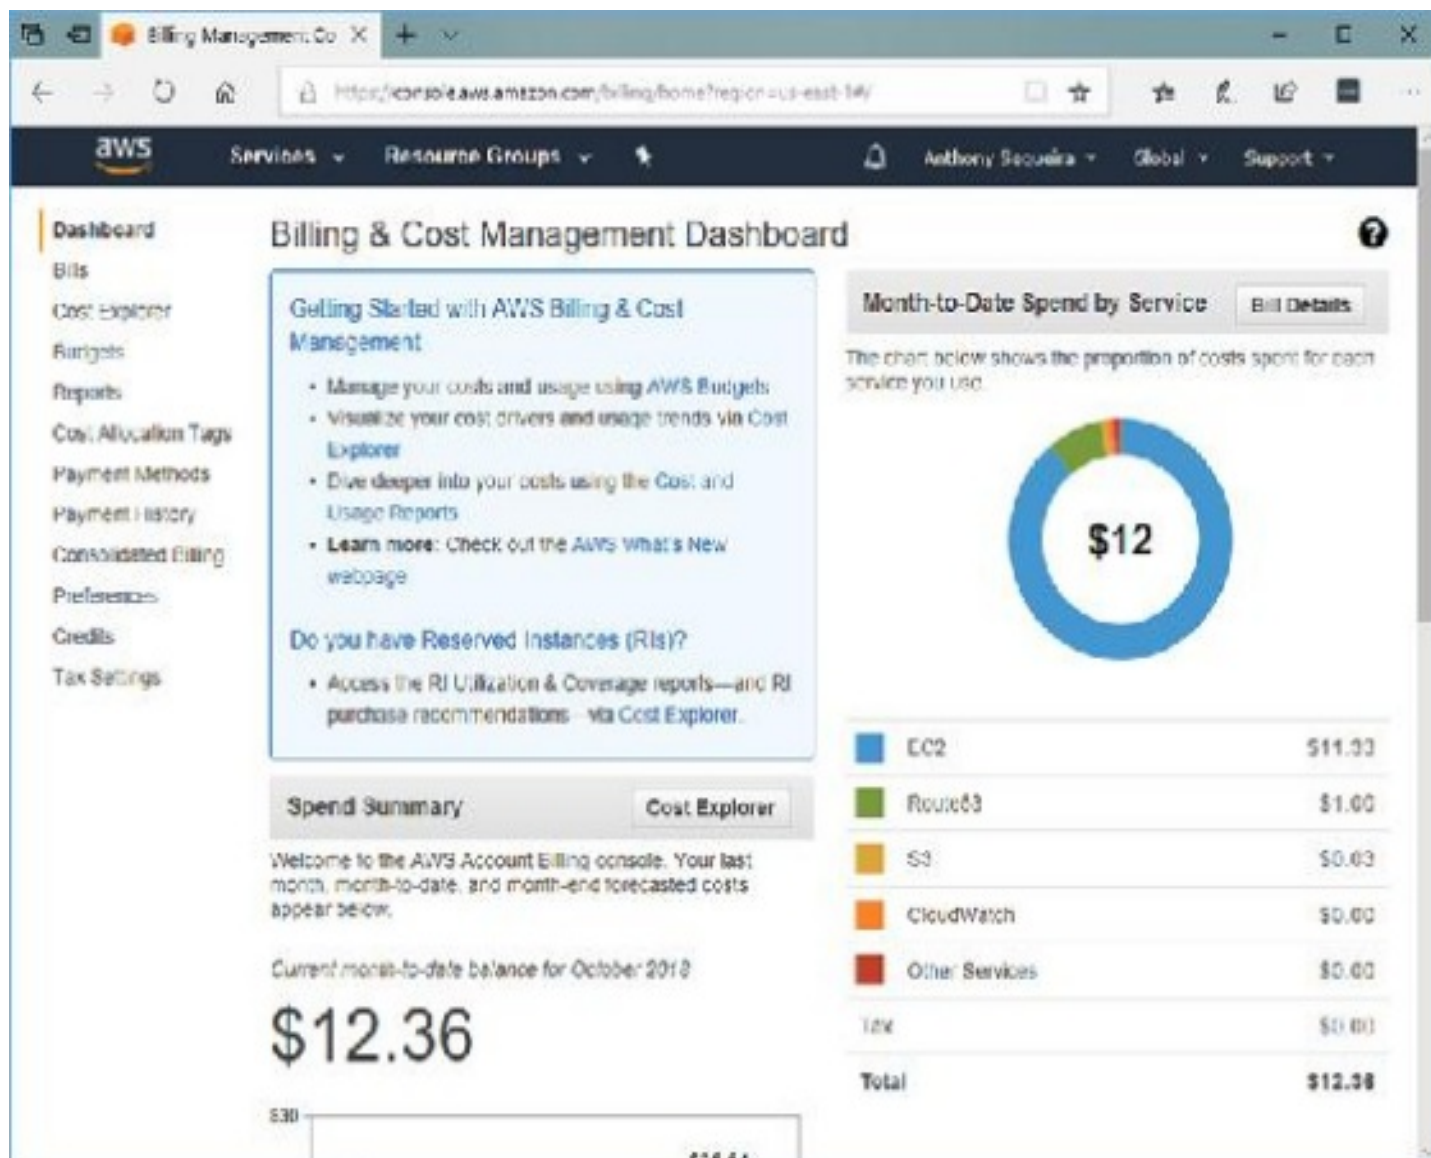 Billing Management Co
https://console.aws.amazon.com/billing/home?region=us-east-1#/
aws
Services
Resource Groups
Anthony Sequeira
Global
Support
Dashboard
Bills
Cost Explorer
Budgets
Reports
Cost Allocation Tags
Payment Methods
Payment History
Consolidated Billing
Preferences
Credits
Tax Settings
Billing & Cost Management Dashboard
Getting Started with AWS Billing & Cost
Management
• Manage your costs and usage using AWS Budgets
• Visualize your cost drivers and usage trends via Cost
Explorer
• Dive deeper into your costs using the Cost and
Usage Reports
• Learn more: Check out the AWS What's New
webpage
Do you have Reserved Instances (RIs)?
• Access the RI Utilization & Coverage reports—and RI
purchase recommendations—via Cost Explorer.
Spend Summary
Cost Explorer
Welcome to the AWS Account Billing console. Your last
month, month-to-date, and month-end forecasted costs
appear below.
Current month-to-date balance for October 2018
$12.36
$30
Month-to-Date Spend by Service
Bill Details
The chart below shows the proportion of costs spent for each
service you use.
$12
EC2 $11.33
Route53 $1.00
S3 $0.03
CloudWatch $0.00
Other Services $0.00
Tax $0.00
Total $12.36